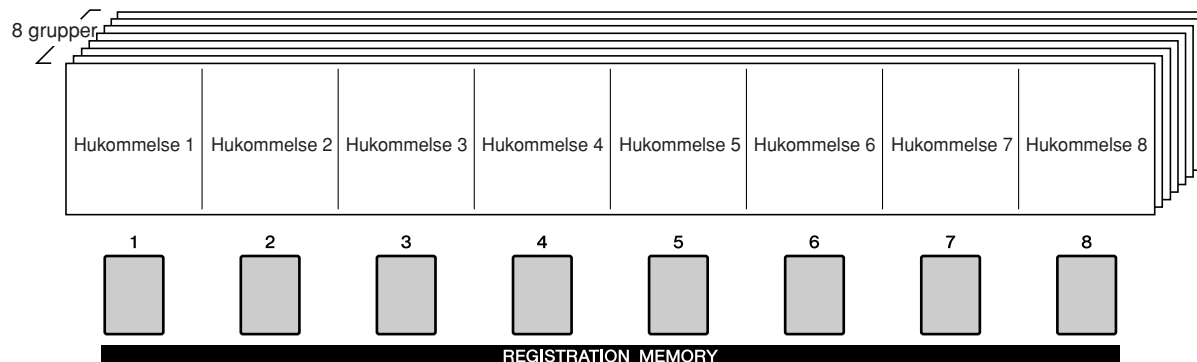 8 grupper
Hukommelse 1 Hukommelse 2 Hukommelse 3 Hukommelse 4 Hukommelse 5 Hukommelse 6 Hukommelse 7 Hukommelse 8
1 2 3 4 5 6 7 8
REGISTRATION MEMORY